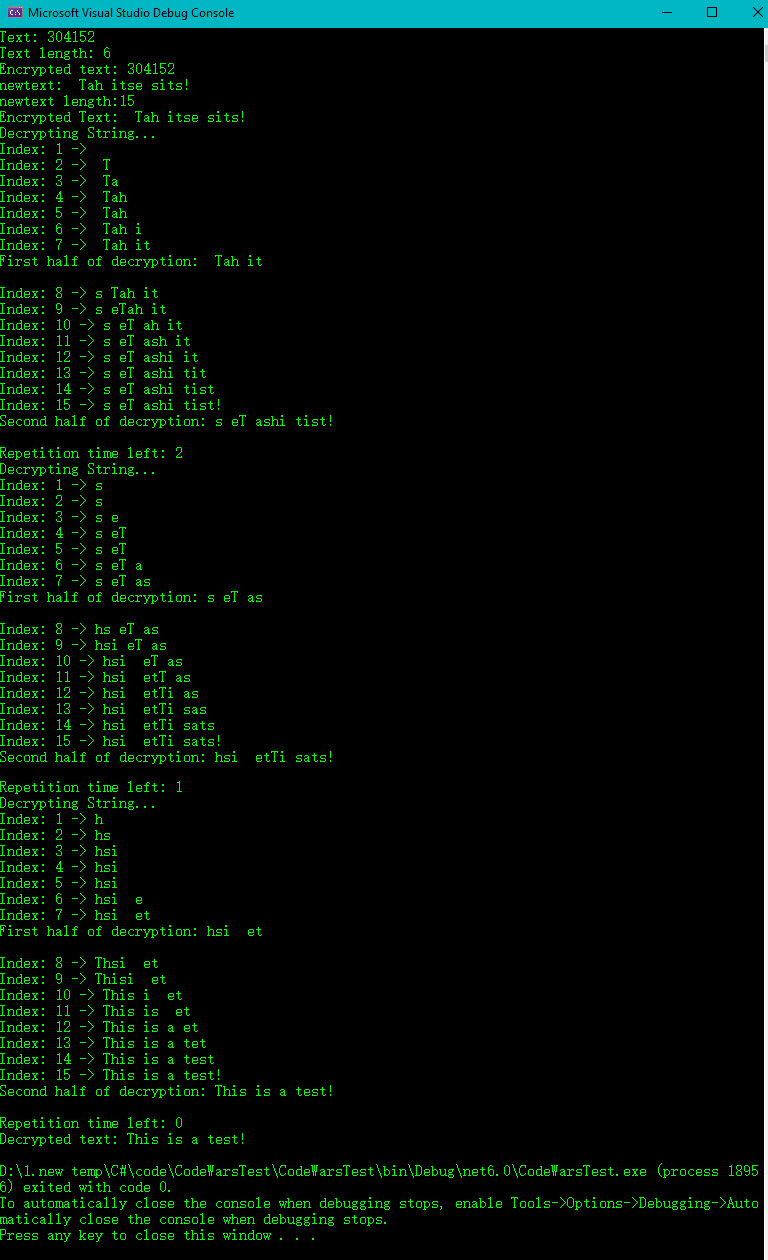 Microsoft Visual Studio Debug Console
Text: 304152
Text length: 6
Encrypted text: 304152
newtext:  Tah itse sits!
newtext length:15
Encrypted Text:  Tah itse sits!
Decrypting String...
Index: 1 ->
Index: 2 ->  T
Index: 3 ->  Ta
Index: 4 ->  Tah
Index: 5 ->  Tah
Index: 6 ->  Tah i
Index: 7 ->  Tah it
First half of decryption:  Tah it

Index: 8 -> s Tah it
Index: 9 -> s eTah it
Index: 10 -> s eT ah it
Index: 11 -> s eT ash it
Index: 12 -> s eT ashi it
Index: 13 -> s eT ashi tit
Index: 14 -> s eT ashi tist
Index: 15 -> s eT ashi tist!
Second half of decryption: s eT ashi tist!

Repetition time left: 2
Decrypting String...
Index: 1 -> s
Index: 2 -> s
Index: 3 -> s e
Index: 4 -> s eT
Index: 5 -> s eT
Index: 6 -> s eT a
Index: 7 -> s eT as
First half of decryption: s eT as

Index: 8 -> hs eT as
Index: 9 -> hsi eT as
Index: 10 -> hsi  eT as
Index: 11 -> hsi  etT as
Index: 12 -> hsi  etTi as
Index: 13 -> hsi  etTi sas
Index: 14 -> hsi  etTi sats
Index: 15 -> hsi  etTi sats!
Second half of decryption: hsi  etTi sats!

Repetition time left: 1
Decrypting String...
Index: 1 -> h
Index: 2 -> hs
Index: 3 -> hsi
Index: 4 -> hsi
Index: 5 -> hsi
Index: 6 -> hsi  e
Index: 7 -> hsi  et
First half of decryption: hsi  et

Index: 8 -> Thsi  et
Index: 9 -> Thisi  et
Index: 10 -> This i  et
Index: 11 -> This is  et
Index: 12 -> This is a et
Index: 13 -> This is a tet
Index: 14 -> This is a test
Index: 15 -> This is a test!
Second half of decryption: This is a test!

Repetition time left: 0
Decrypted text: This is a test!

D:\1.new temp\C#\code\CodeWarsTest\CodeWarsTest\bin\Debug\net6.0\CodeWarsTest.exe (process 1895
6) exited with code 0.
To automatically close the console when debugging stops, enable Tools->Options->Debugging->Auto
matically close the console when debugging stops.
Press any key to close this window . . .